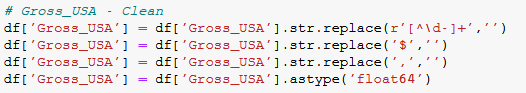 # Gross_USA - Clean
df['Gross_USA'] = df['Gross_USA'].str.replace(r'[^\d-]+','')
df['Gross_USA'] = df['Gross_USA'].str.replace('$','')
df['Gross_USA'] = df['Gross_USA'].str.replace(',','')
df['Gross_USA'] = df['Gross_USA'].astype('float64')